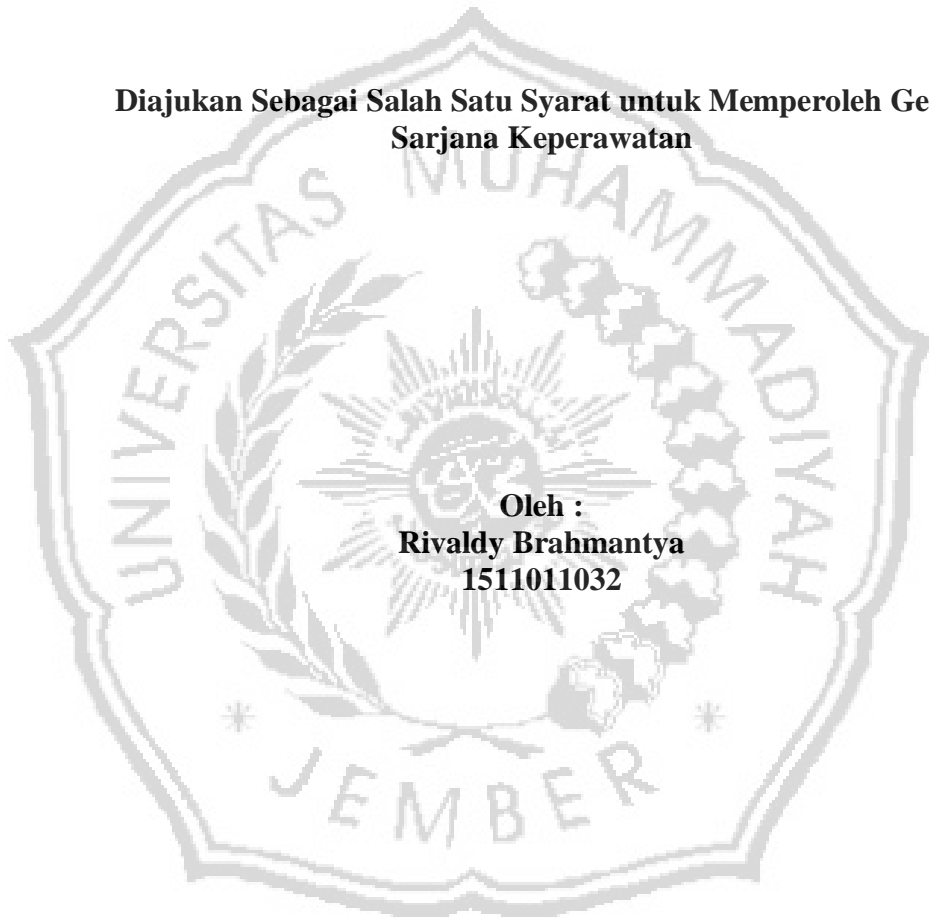 Diajukan Sebagai Salah Satu Syarat untuk Memperoleh Ge
Sarjana Keperawatan
UNIVERSITAS MUHAMMADIYAH
Oleh :
Rivaldy Brahmantya
1511011032
JEMBER